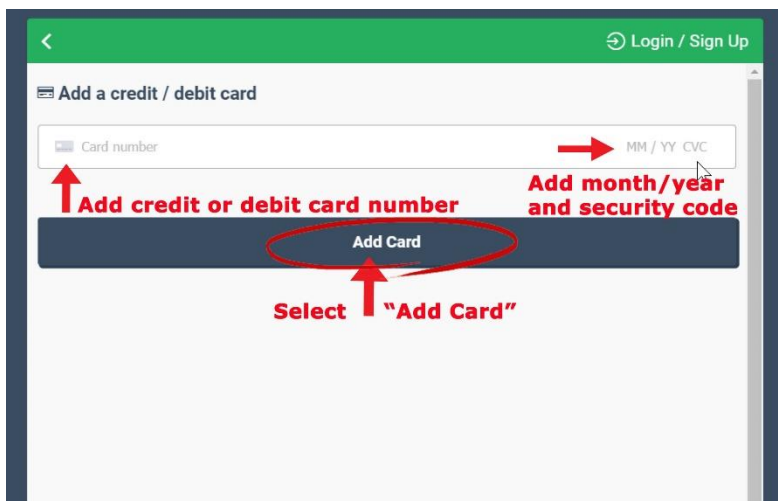 Login / Sign Up
Add a credit / debit card
Card number MM / YY CVC
Add credit or debit card number
Add month/year
and security code
Add Card
Select "Add Card"